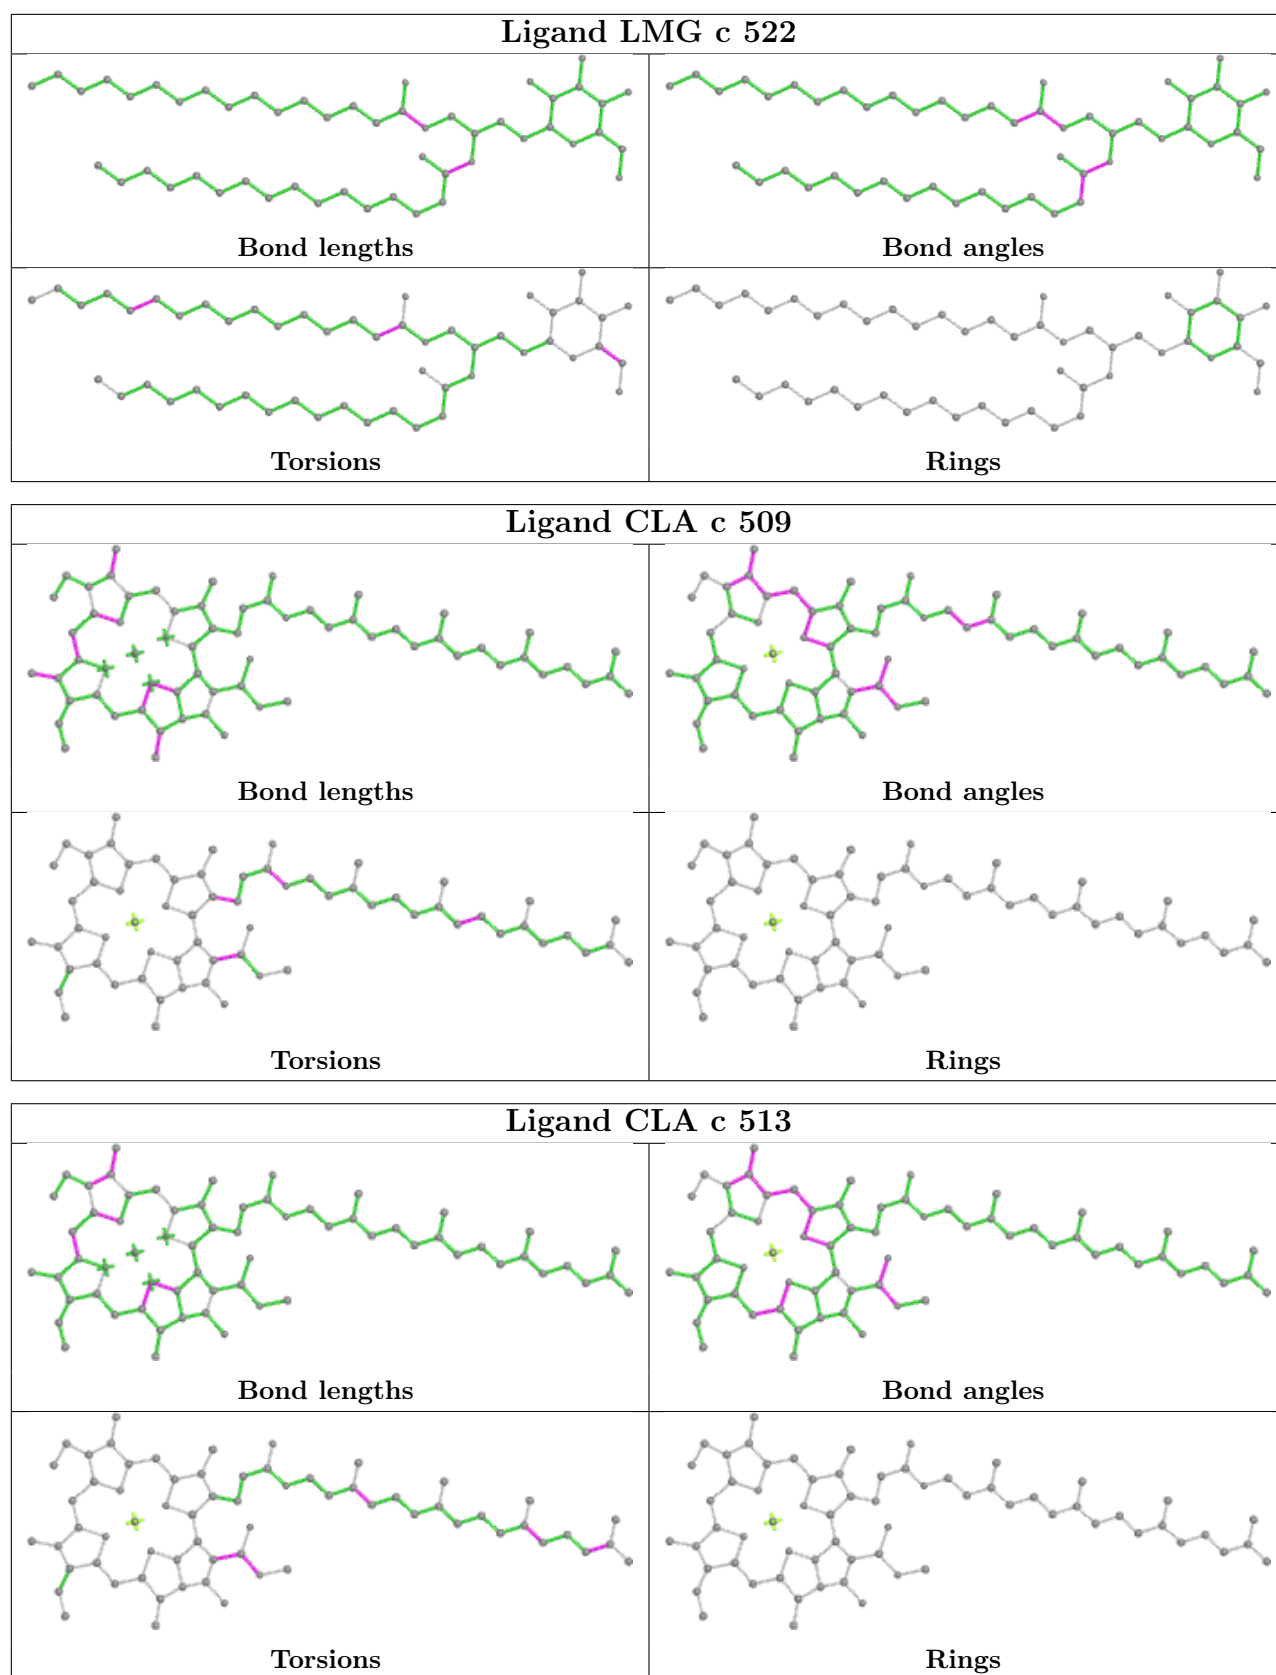 Ligand LMG c 522
Bond lengths
Bond angles
Torsions
Rings
Ligand CLA c 509
Bond lengths
Bond angles
Torsions
Rings
Ligand CLA c 513
Bond lengths
Bond angles
Torsions
Rings